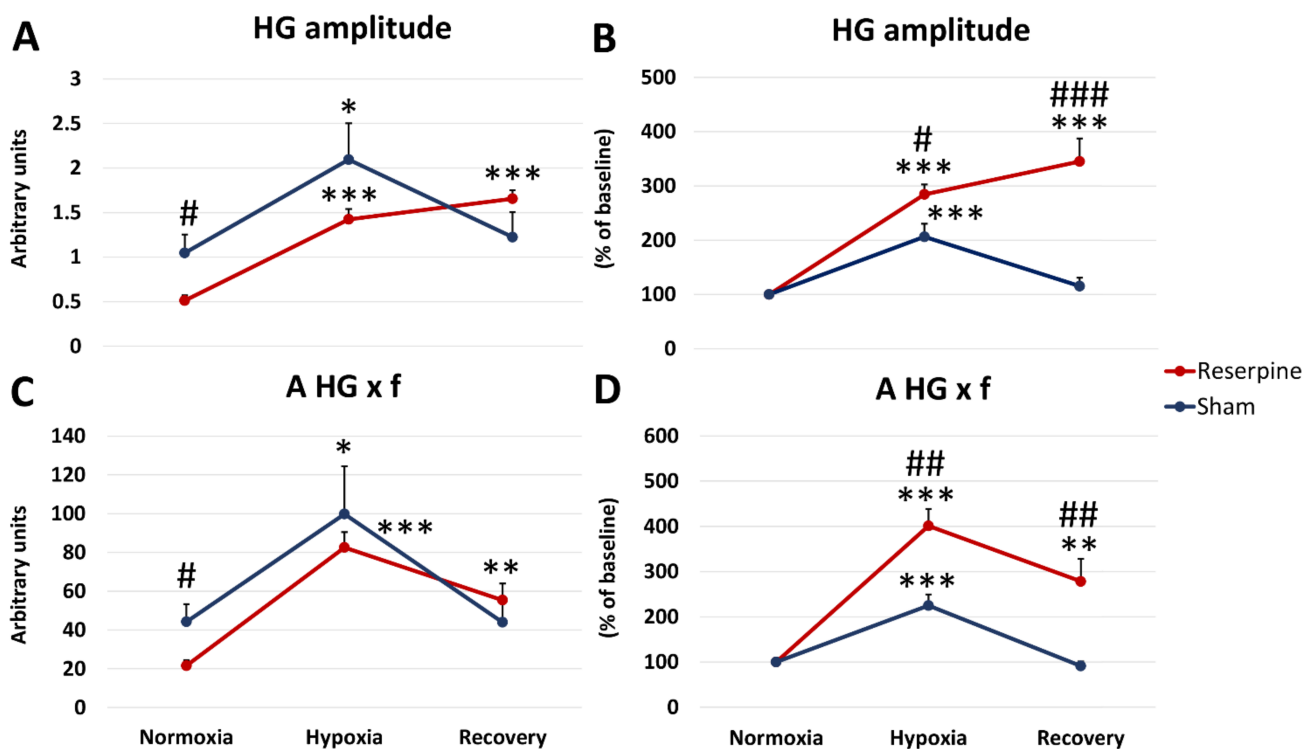 A
HG amplitude
Arbitrary units
3
2.5
2
1.5
1
0.5
0
#
*
***
***
B
HG amplitude
(% of baseline)
500
400
300
200
100
0
#
***
***
###
***
C
A HG x f
Arbitrary units
140
120
100
80
60
40
20
0
#
*
***
**
Normoxia
Hypoxia
Recovery
D
A HG x f
(% of baseline)
600
500
400
300
200
100
0
##
***
***
##
**
Normoxia
Hypoxia
Recovery
Reserpine
Sham